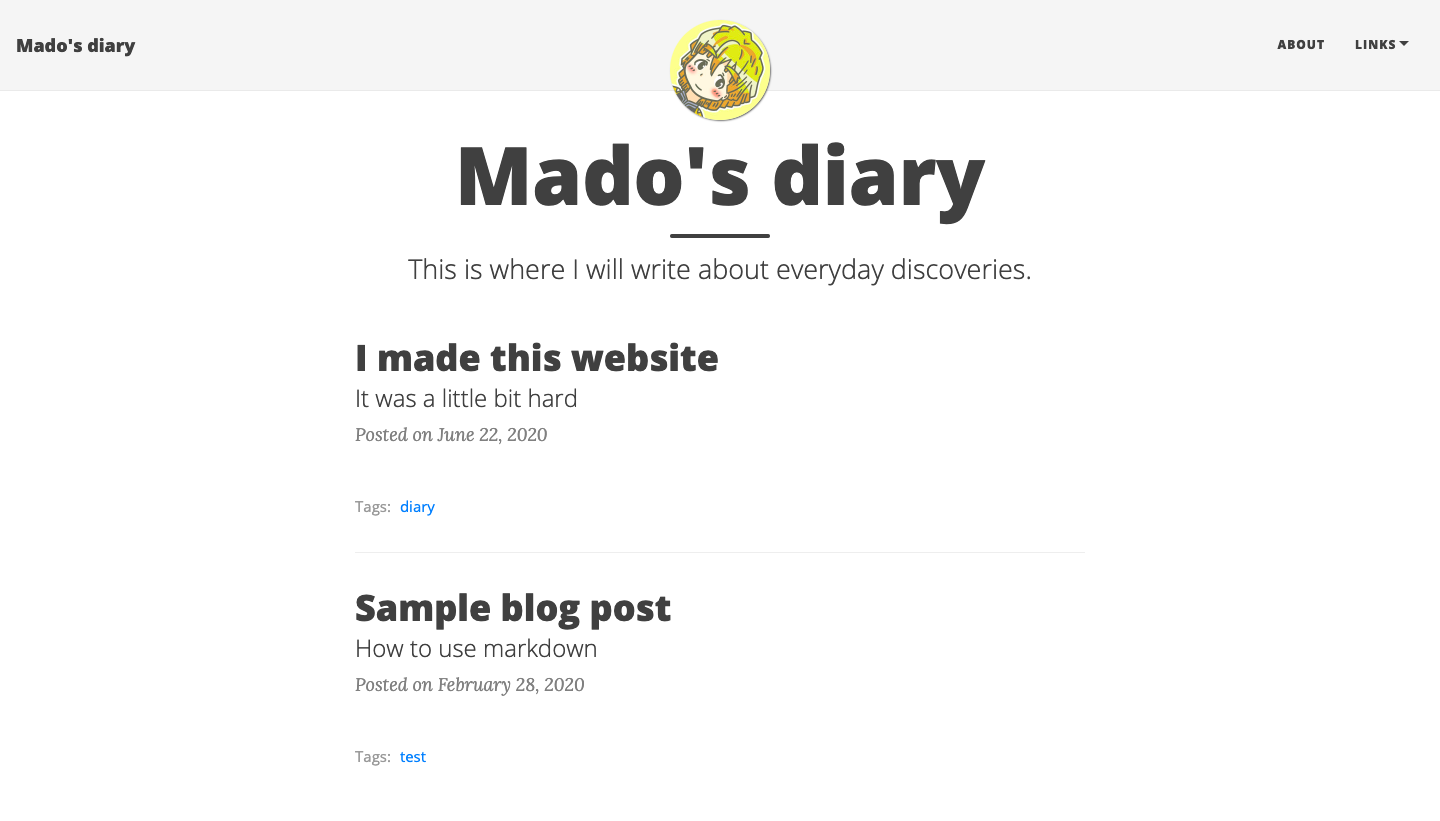 Mado's diary
ABOUT
LINKS
Mado's diary
This is where I will write about everyday discoveries.
I made this website
It was a little bit hard
Posted on June 22, 2020
Tags: diary
Sample blog post
How to use markdown
Posted on February 28, 2020
Tags: test